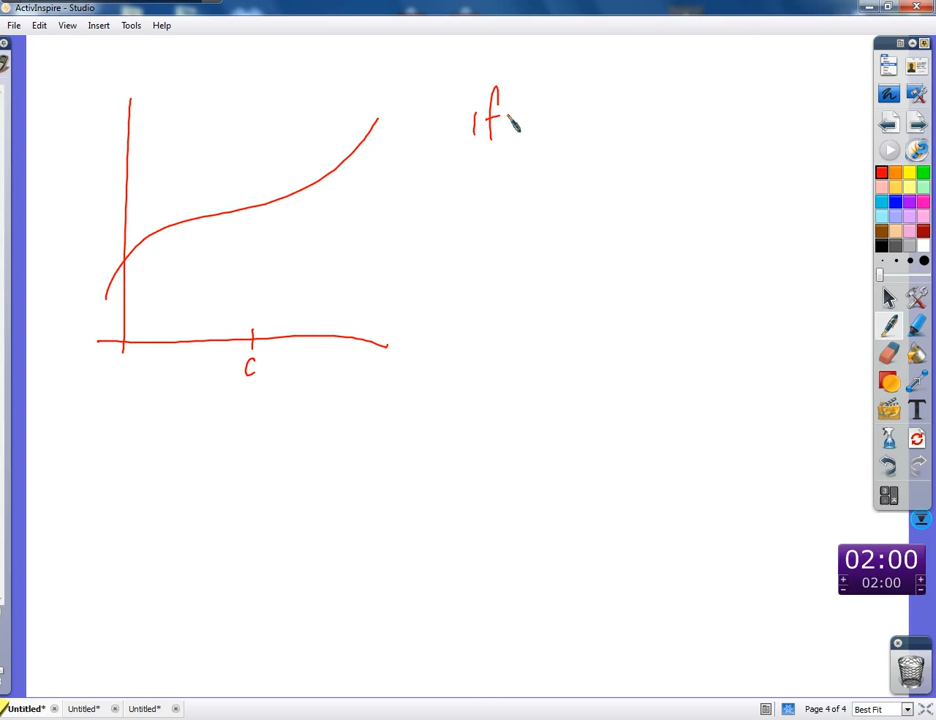 ActivInspire - Studio
File Edit View Insert Tools Help
if
c
02:00
02:00
Untitled* Untitled* Untitled* Page 4 of 4 Best Fit